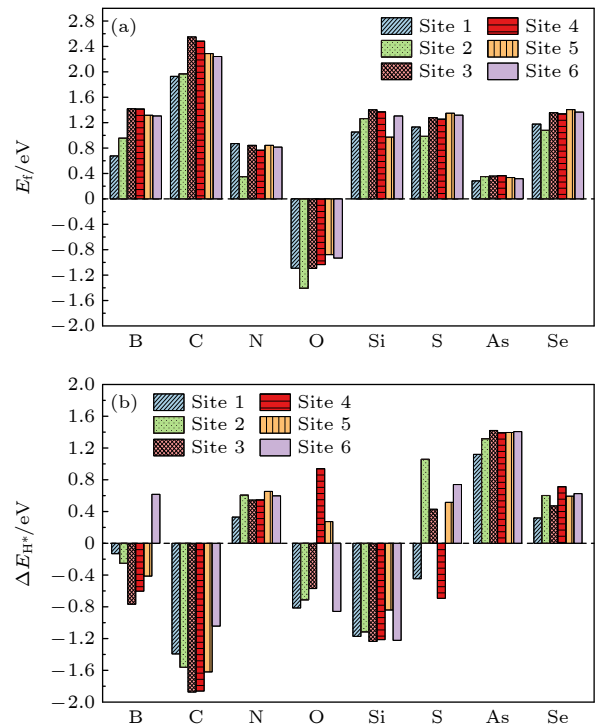 (a)
Site 1 Site 4
Site 2 Site 5
Site 3 Site 6
E_f/eV
2.8
2.4
2.0
1.6
1.2
0.8
0.4
0
−0.4
−0.8
−1.2
−1.6
−2.0
B C N O Si S As Se
(b)
Site 1 Site 4
Site 2 Site 5
Site 3 Site 6
ΔE_H*/eV
2.0
1.6
1.2
0.8
0.4
0
−0.4
−0.8
−1.2
−1.6
−2.0
B C N O Si S As Se